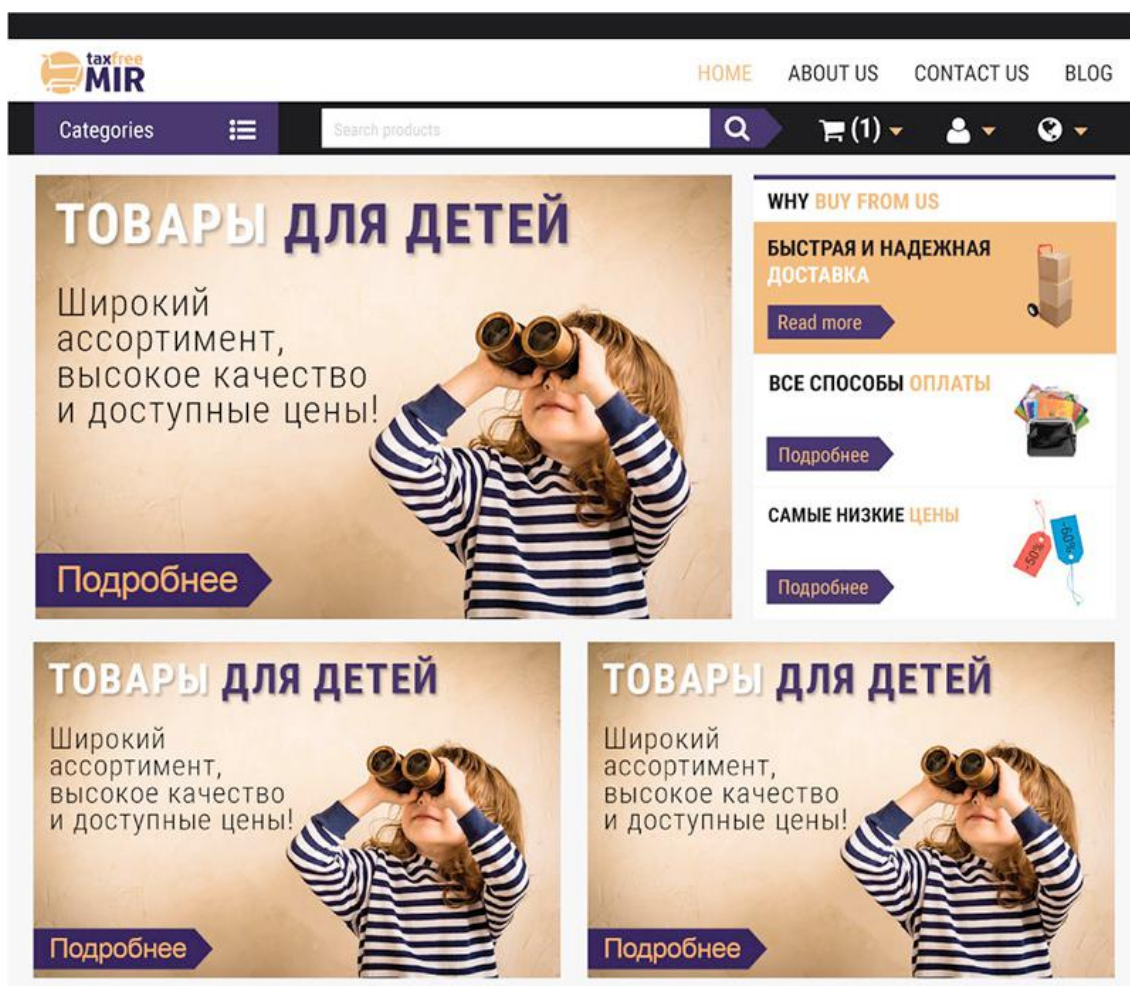 taxfree
MIR
HOME ABOUT US CONTACT US BLOG
Categories
Search products
(1)
ТОВАРЫ ДЛЯ ДЕТЕЙ
Широкий
ассортимент,
высокое качество
и доступные цены!
Подробнее
WHY BUY FROM US
БЫСТРАЯ И НАДЕЖНАЯ
ДОСТАВКА
Read more
ВСЕ СПОСОБЫ ОПЛАТЫ
Подробнее
САМЫЕ НИЗКИЕ ЦЕНЫ
-50%
-60%
Подробнее
ТОВАРЫ ДЛЯ ДЕТЕЙ
Широкий
ассортимент,
высокое качество
и доступные цены!
Подробнее
ТОВАРЫ ДЛЯ ДЕТЕЙ
Широкий
ассортимент,
высокое качество
и доступные цены!
Подробнее